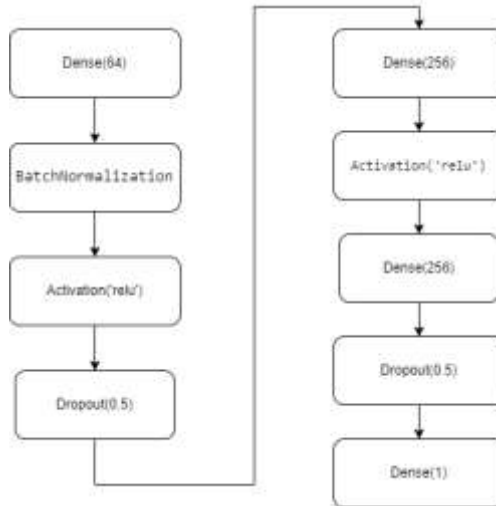 Dense(64)
BatchNormalization
Activation('relu')
Dropout(0.5)
Dense(256)
Activation('relu')
Dense(256)
Dropout(0.5)
Dense(1)